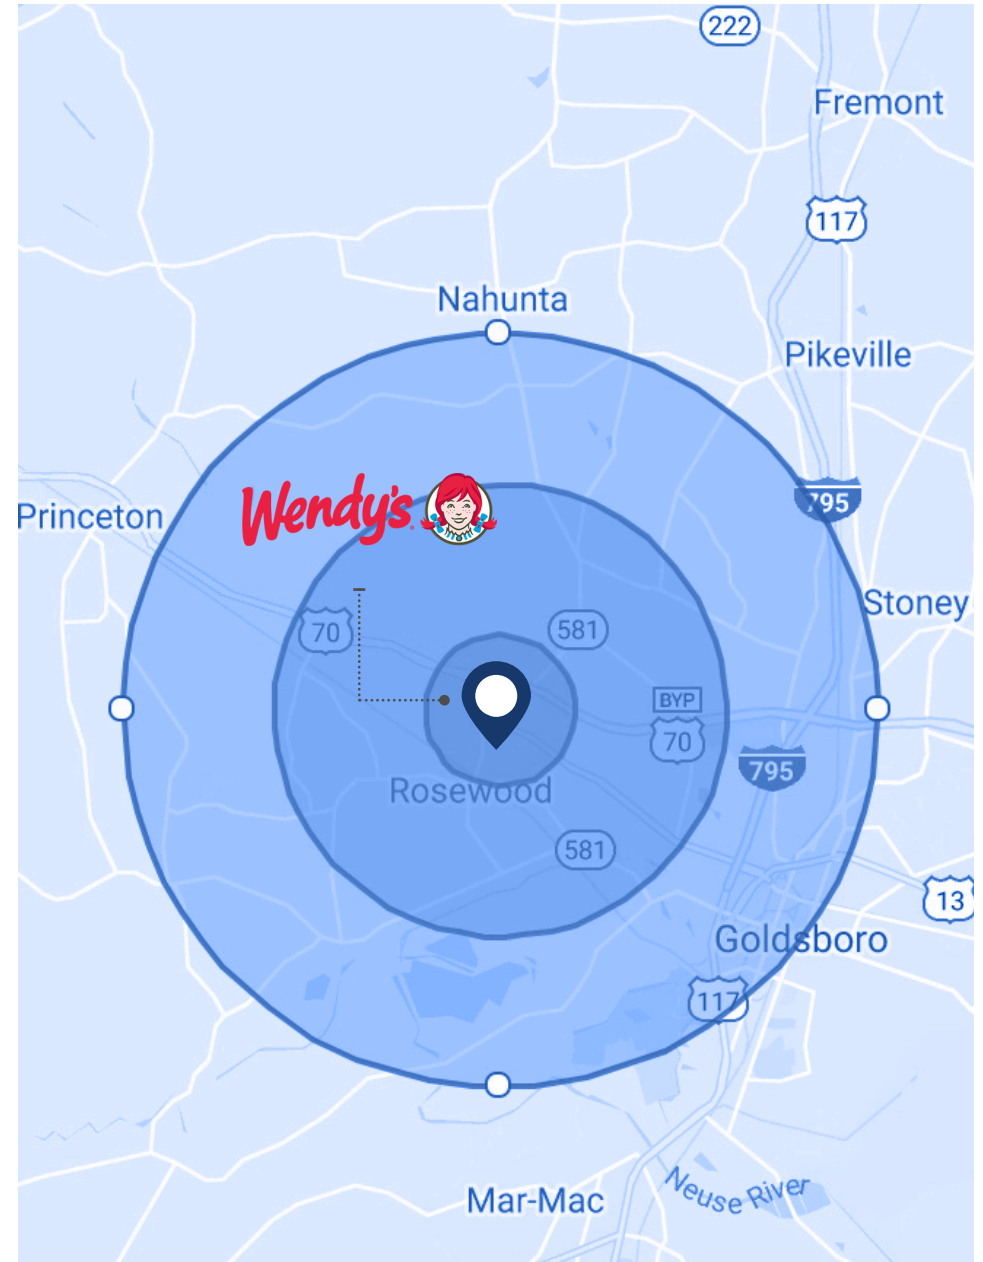 222
Fremont
117
Nahunta
Pikeville
Wendy's
795
Princeton
Stoney
70
581
BYP
70
795
Rosewood
581
13
Goldsboro
117
Neuse River
Mar-Mac